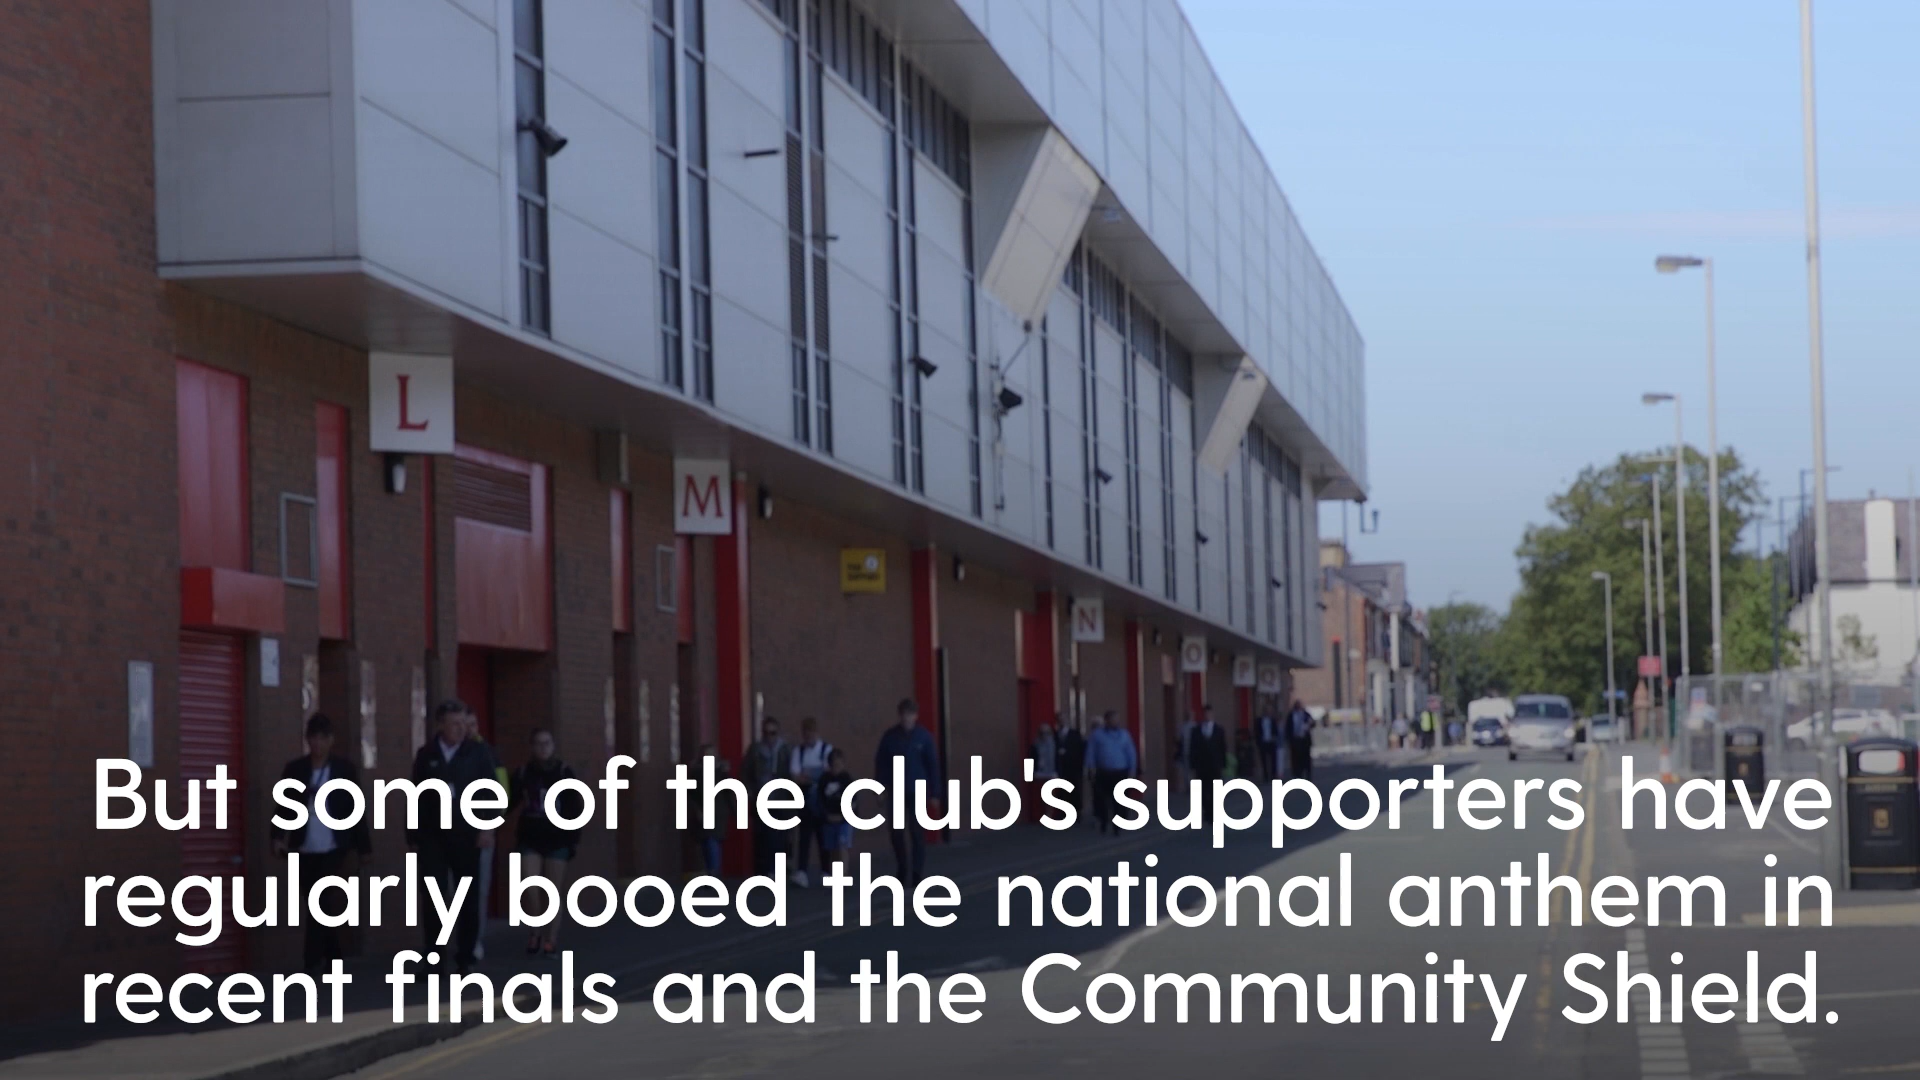 L
M
N
O
P
But some of the club's supporters have
regularly booed the national anthem in
recent finals and the Community Shield.